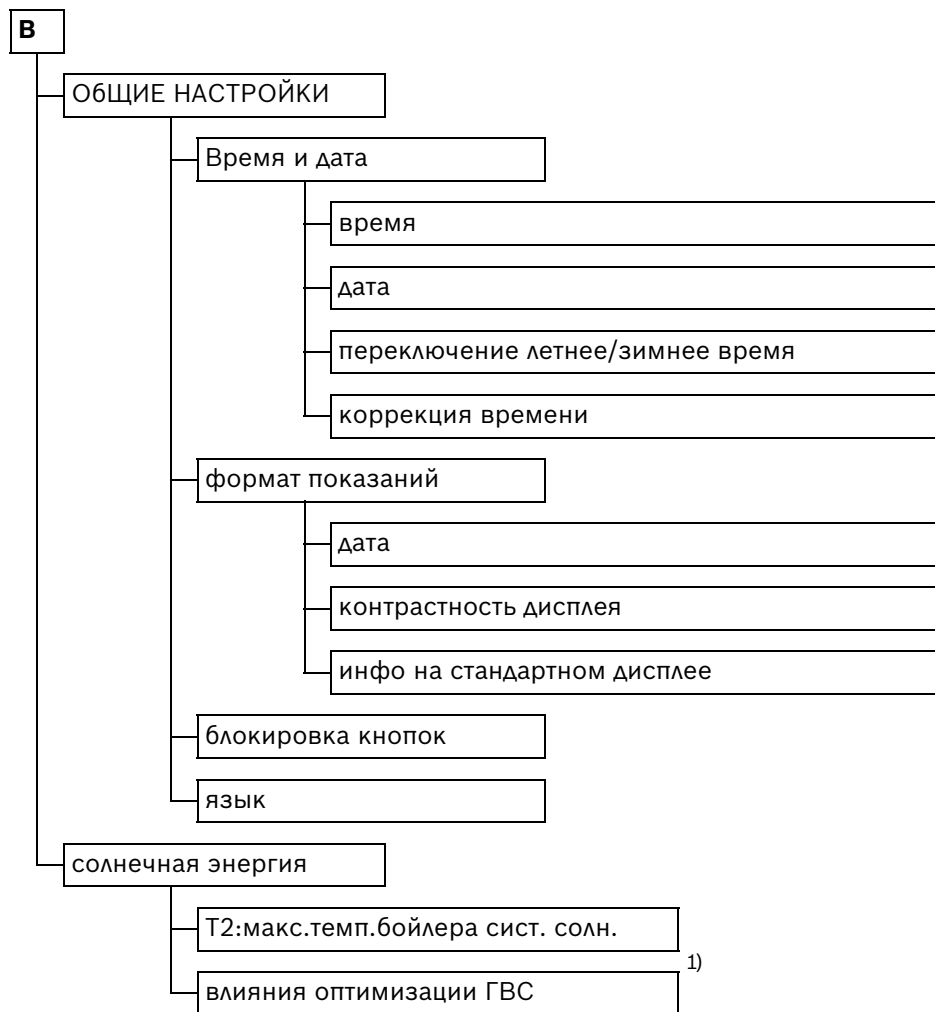 B
ОбЩИЕ НАСТРОЙКИ
Время и дата
время
дата
переключение летнее/зимнее время
коррекция времени
формат показаний
дата
контрастность дисплея
инфо на стандартном дисплее
блокировка кнопок
язык
солнечная энергия
T2:макс.темп.бойлера сист. солн.
1)
влияния оптимизации ГВС